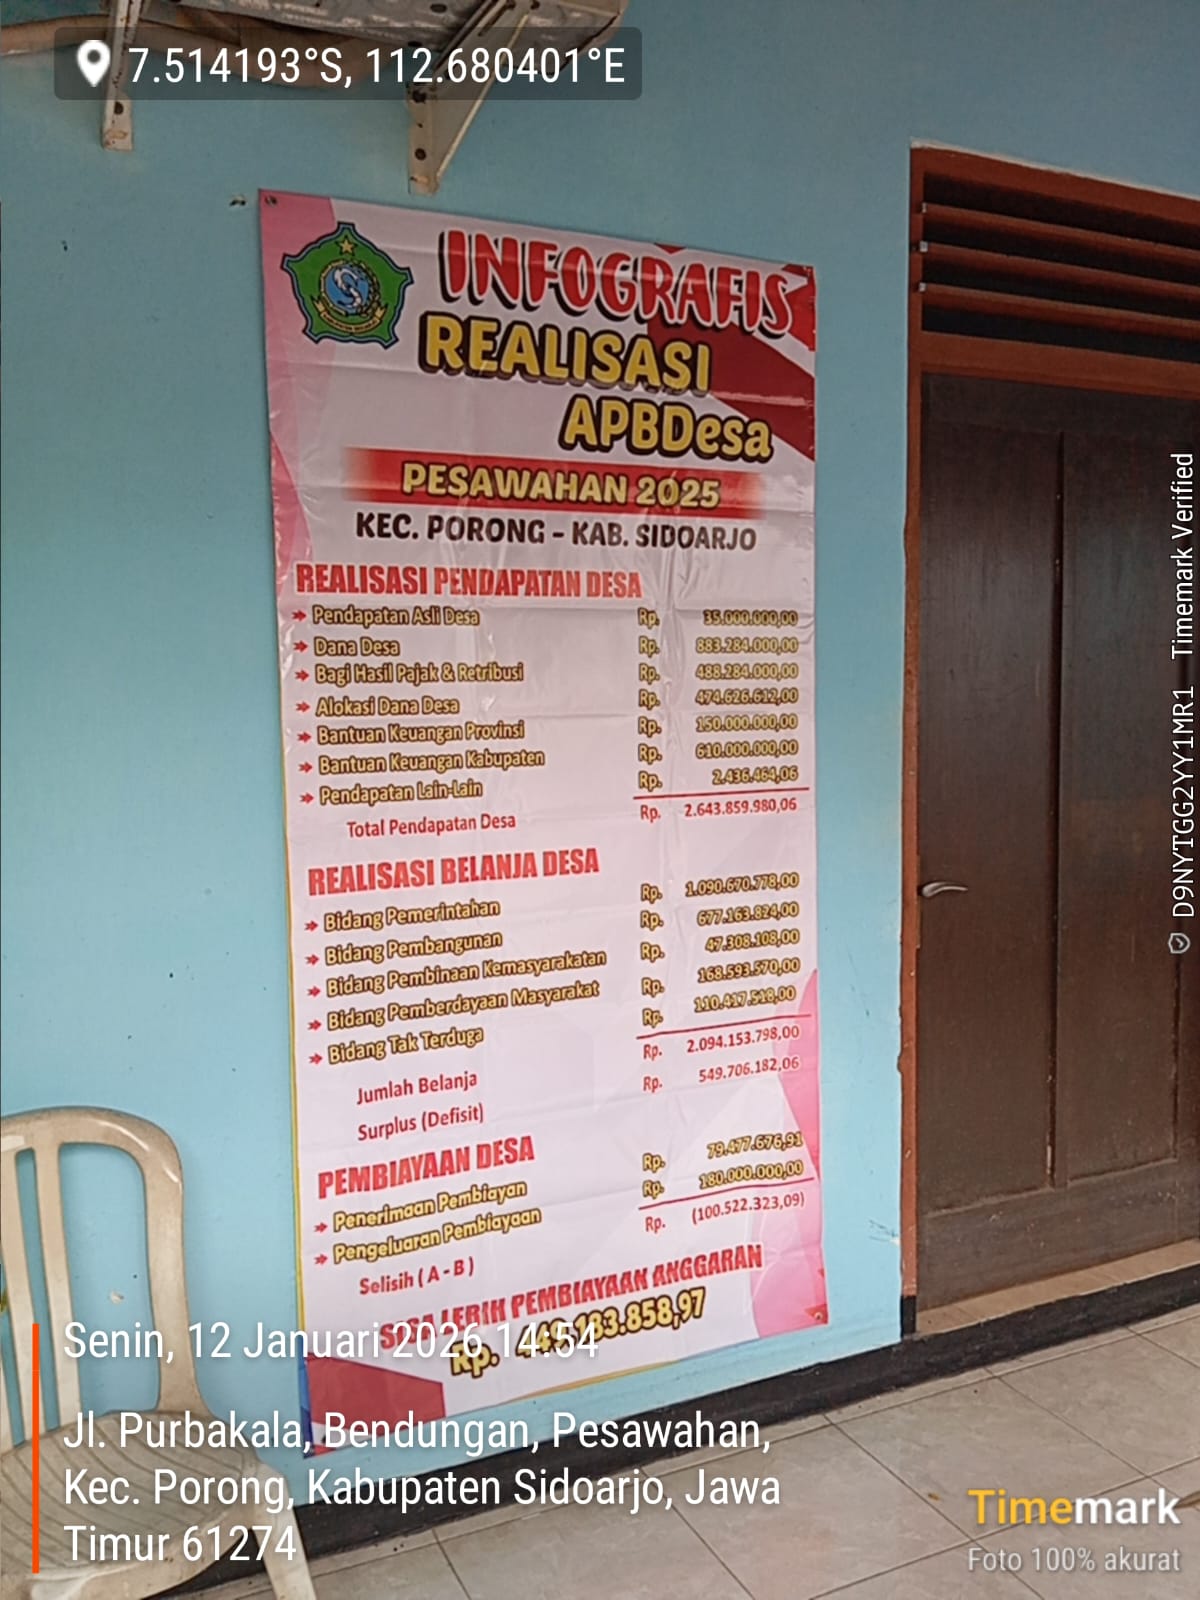 7.514193°S, 112.680401°E
INFOGRAFIS
REALISASI
APBDesa
PESAWAHAN 2025
KEC. PORONG - KAB. SIDOARJO
REALISASI PENDAPATAN DESA
Pendapatan Asli Desa Rp. 35.000.000,00
Dana Desa Rp. 883.284.000,00
Bagi Hasil Pajak & Retribusi Rp. 488.284.000,00
Alokasi Dana Desa Rp. 474.626.612,00
Bantuan Keuangan Provinsi Rp. 150.000.000,00
Bantuan Keuangan Kabupaten Rp. 610.000.000,00
Pendapatan Lain-Lain Rp. 2.436.464,06
Total Pendapatan Desa Rp. 2.643.859.980,06
REALISASI BELANJA DESA
Bidang Pemerintahan Rp. 1.090.670.778,00
Bidang Pembangunan Rp. 677.163.824,00
Bidang Pembinaan Kemasyarakatan Rp. 47.308.108,00
Bidang Pemberdayaan Masyarakat Rp. 168.593.570,00
Bidang Tak Terduga Rp. 110.417.518,00
Jumlah Belanja Rp. 2.094.153.798,00
Surplus (Defisit) Rp. 549.706.182,06
PEMBIAYAAN DESA
Penerimaan Pembiayan Rp. 79.477.676,91
Pengeluaran Pembiayaan Rp. 180.000.000,00
Selisih ( A - B ) Rp. (100.522.323,09)
SISA LEBIH PEMBIAYAAN ANGGARAN
Rp. 449.183.858,97
Senin, 12 Januari 2026 14:54
Jl. Purbakala, Bendungan, Pesawahan,
Kec. Porong, Kabupaten Sidoarjo, Jawa
Timur 61274
Timemark
Foto 100% akurat
D9NYTGG2YY1MR1 Timemark Verified